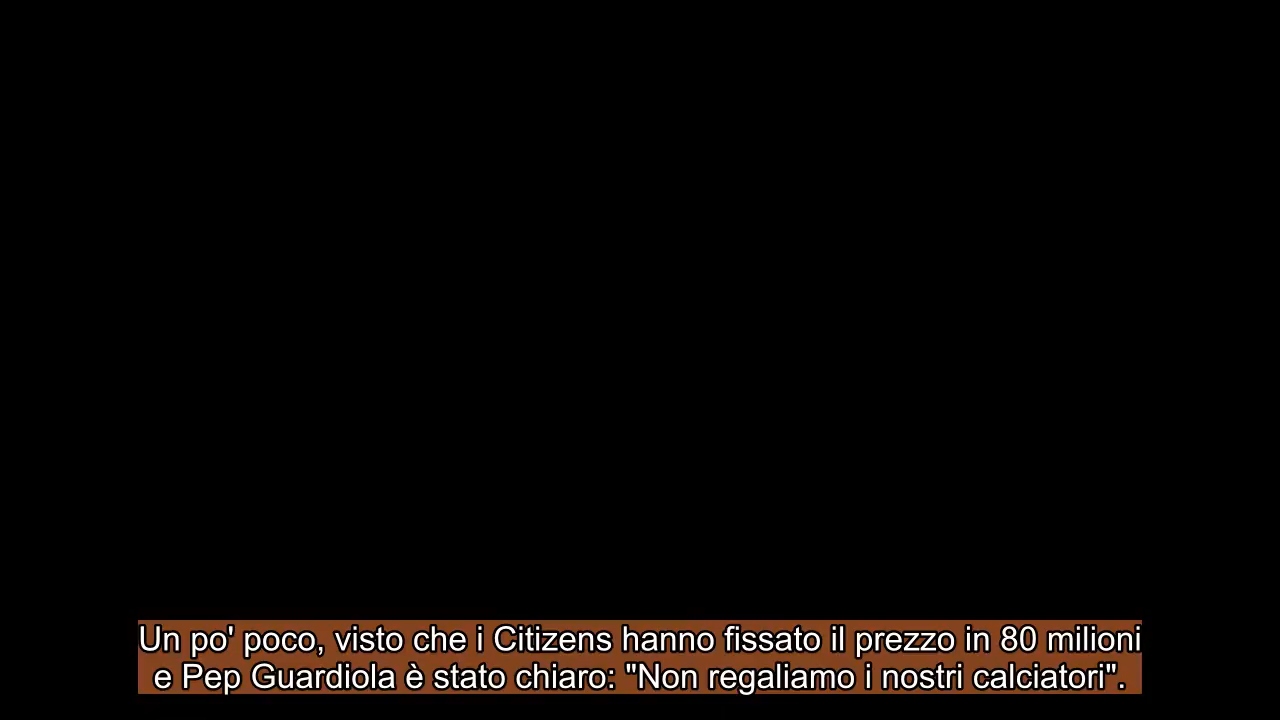 Un po' poco, visto che i Citizens hanno fissato il prezzo in 80 milioni
e Pep Guardiola è stato chiaro: "Non regaliamo i nostri calciatori".